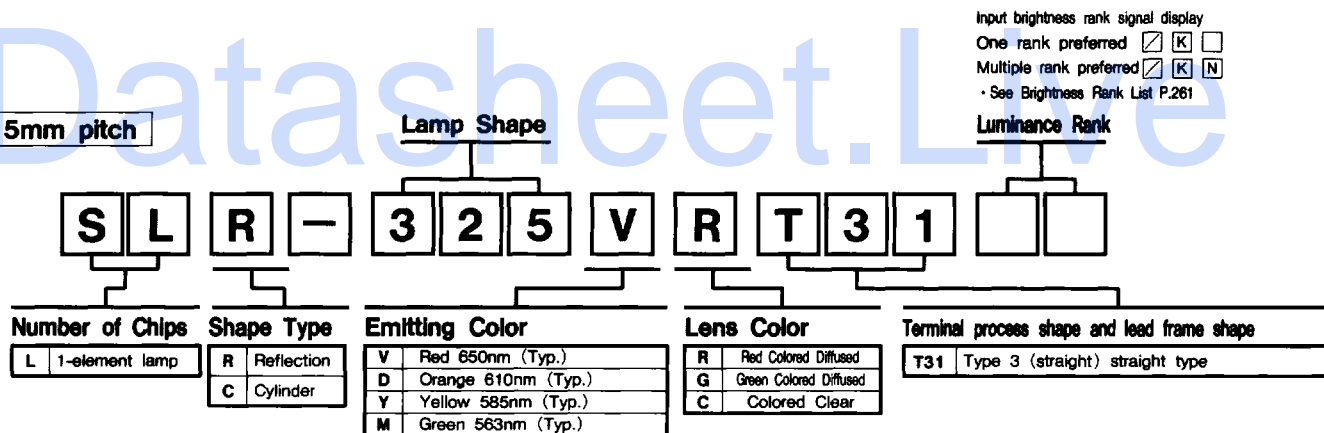 Input brightness rank signal display
One rank preferred / K
Multiple rank preferred / K N
・See Brightness Rank List P.261
Datasheet.Live
5mm pitch
Lamp Shape
Luminance Rank
S L R - 3 2 5 V R T 3 1
Number of Chips
L 1-element lamp
Shape Type
R Reflection
C Cylinder
Emitting Color
V Red 650nm (Typ.)
D Orange 610nm (Typ.)
Y Yellow 585nm (Typ.)
M Green 563nm (Typ.)
Lens Color
R Red Colored Diffused
G Green Colored Diffused
C Colored Clear
Terminal process shape and lead frame shape
T31 Type 3 (straight) straight type